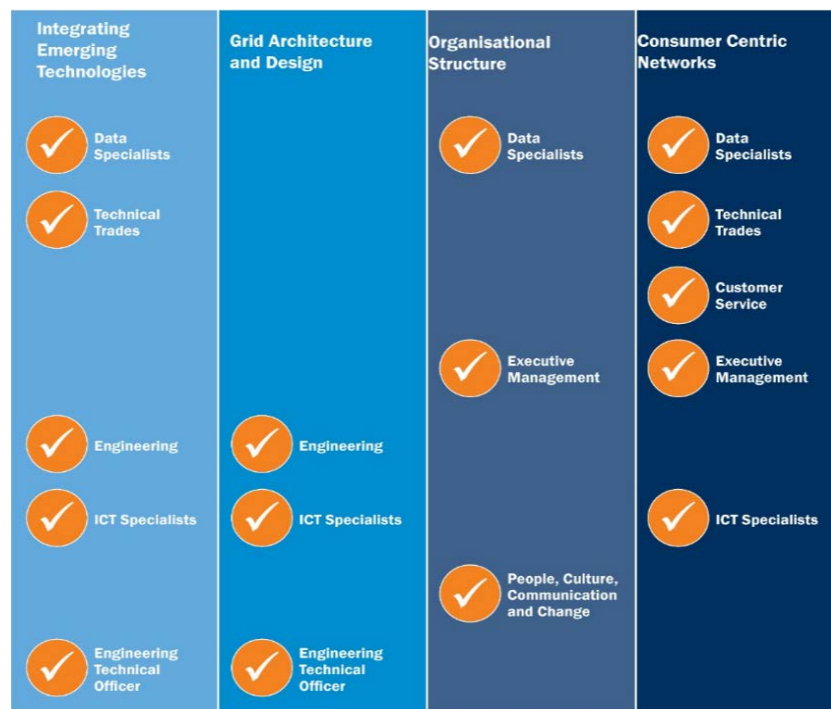 Integrating
Emerging
Technologies
Grid Architecture
and Design
Organisational
Structure
Consumer Centric
Networks
Data
Specialists
Data
Specialists
Data
Specialists
Technical
Trades
Technical
Trades
Customer
Service
Executive
Management
Executive
Management
Engineering
Engineering
ICT Specialists
ICT Specialists
ICT Specialists
People, Culture,
Communication
and Change
Engineering
Technical
Officer
Engineering
Technical
Officer